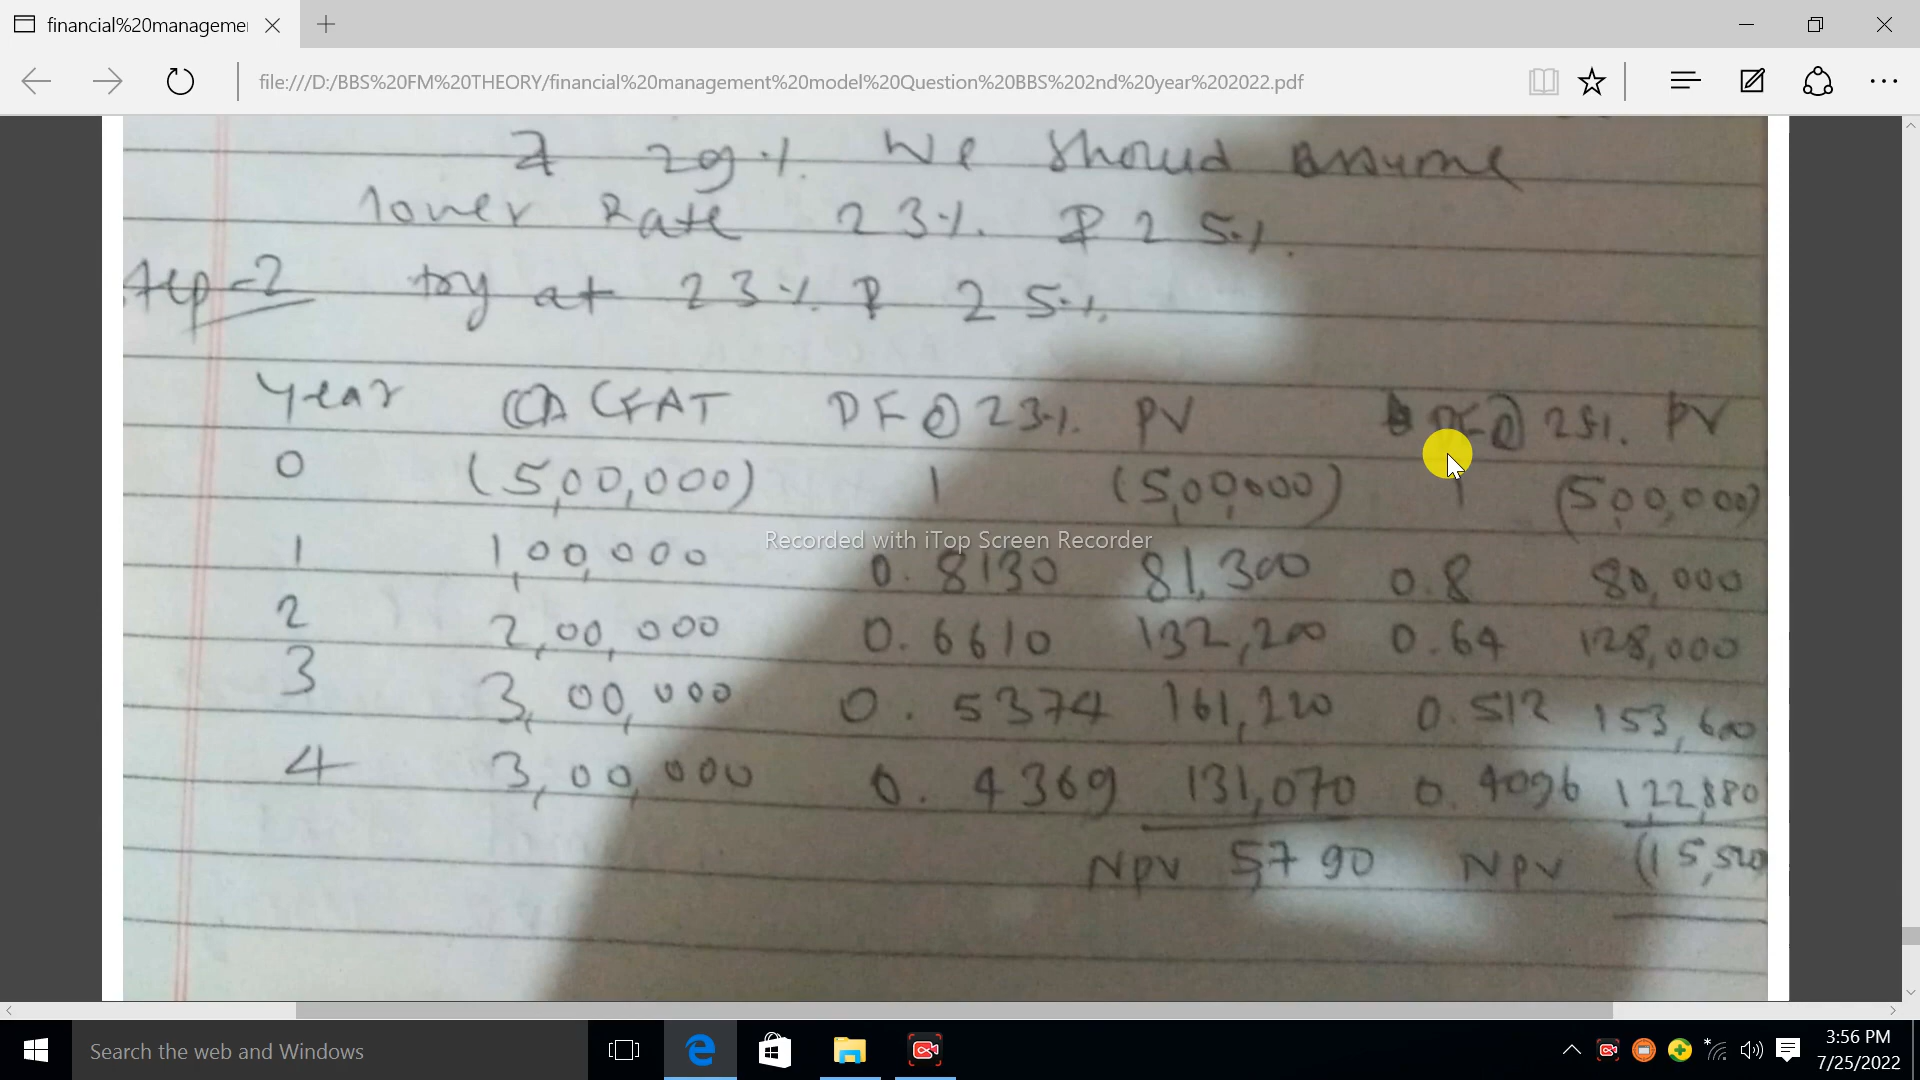 financial%20manageme
file:///D:/BBS%20FM%20THEORY/financial%20management%20model%20Question%20BBS%202nd%20year%202022.pdf
29% We should assume
lower Rate 23% & 25%.
step-2 try at 23% & 25%.
Year CFAT DF@23% PV DF@25% PV
0 (5,00,000) 1 (5,00,000) 1 (5,00,000)
Recorded with iTop Screen Recorder
1 1,00,000 0.8130 81,300 0.8 80,000
2 2,00,000 0.6610 132,200 0.64 128,000
3 3,00,000 0.5374 161,220 0.512 153,600
4 3,00,000 0.4369 131,070 0.4096 122,880
NPV 5,790 NPV (15,520
Search the web and Windows
3:56 PM
7/25/2022